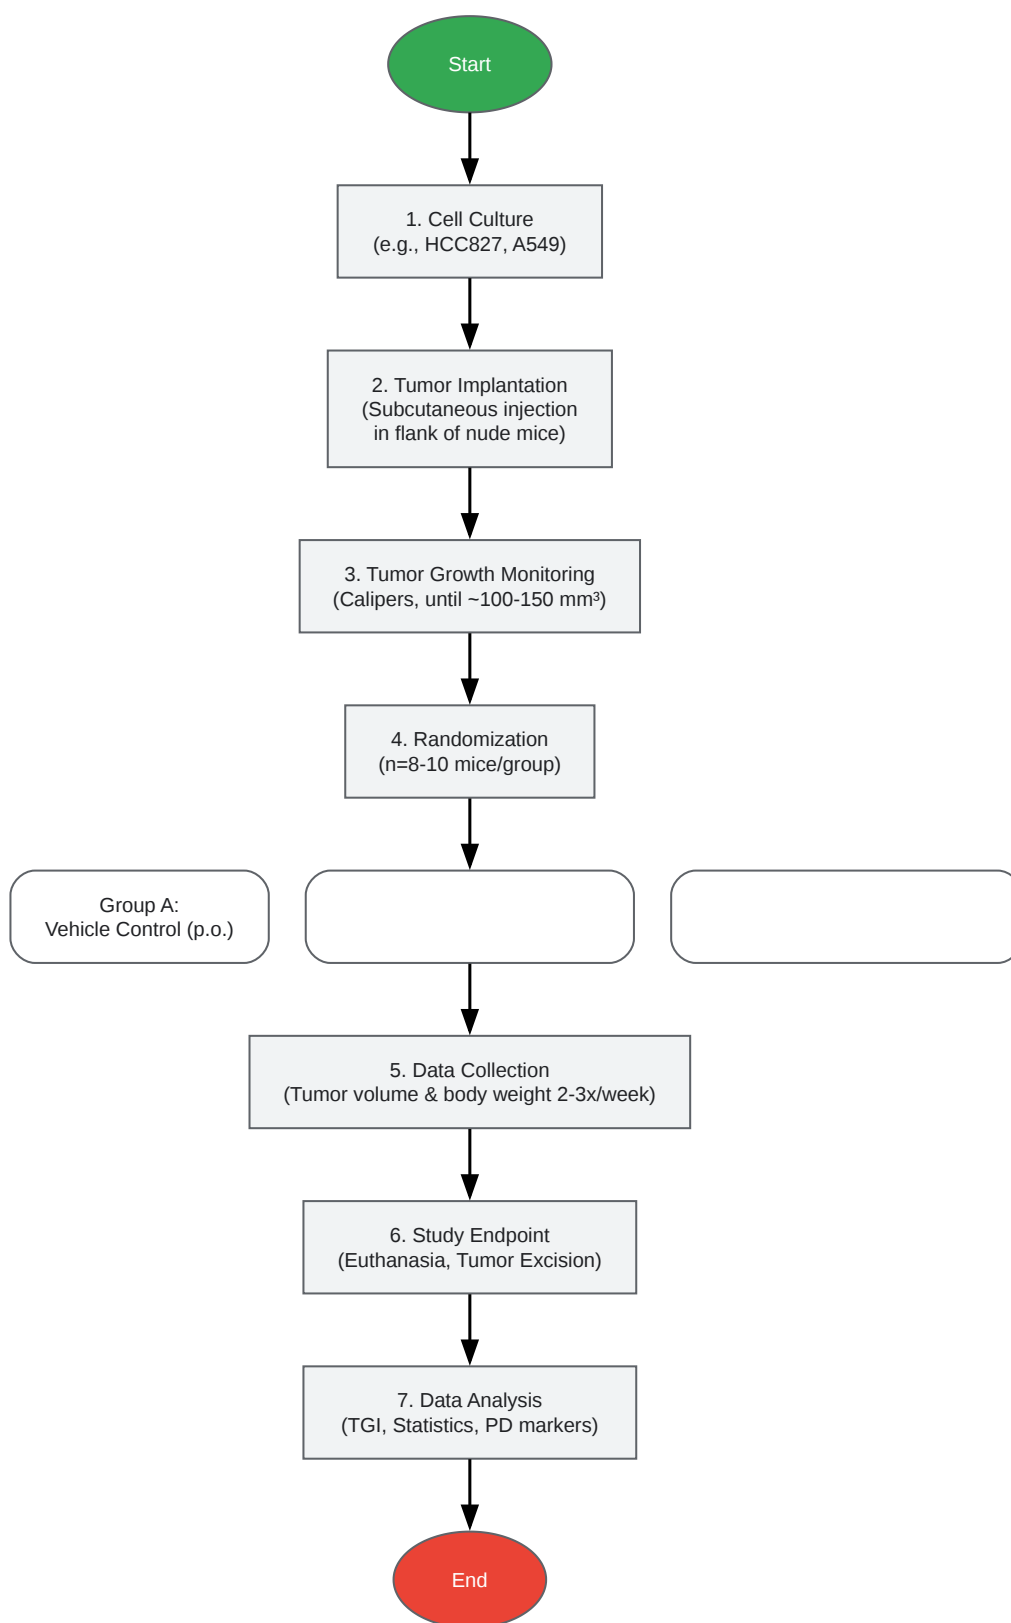 Start
1. Cell Culture
(e.g., HCC827, A549)
2. Tumor Implantation
(Subcutaneous injection
in flank of nude mice)
3. Tumor Growth Monitoring
(Calipers, until ~100-150 mm³)
4. Randomization
(n=8-10 mice/group)
Group A:
Vehicle Control (p.o.)
5. Data Collection
(Tumor volume & body weight 2-3x/week)
6. Study Endpoint
(Euthanasia, Tumor Excision)
7. Data Analysis
(TGI, Statistics, PD markers)
End